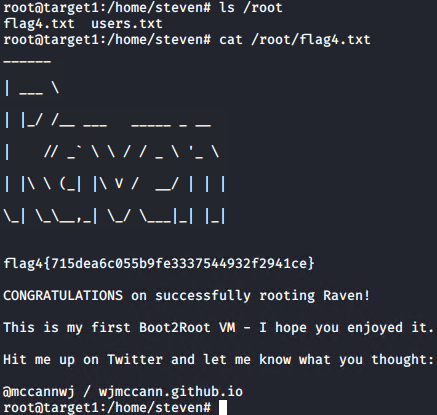 root@target1:/home/steven# ls /root
flag4.txt  users.txt
root@target1:/home/steven# cat /root/flag4.txt
______
| ___ \
| |_/ /__ ___   _____ _ __
|    // _` \ \ / / _ \ '_ \
| |\ \ (_| |\ V /  __/ | | |
\_| \_\__,_| \_/ \___|_| |_|
flag4{715dea6c055b9fe3337544932f2941ce}
CONGRATULATIONS on successfully rooting Raven!
This is my first Boot2Root VM - I hope you enjoyed it.
Hit me up on Twitter and let me know what you thought:
@mccannwj / wjmccann.github.io
root@target1:/home/steven#